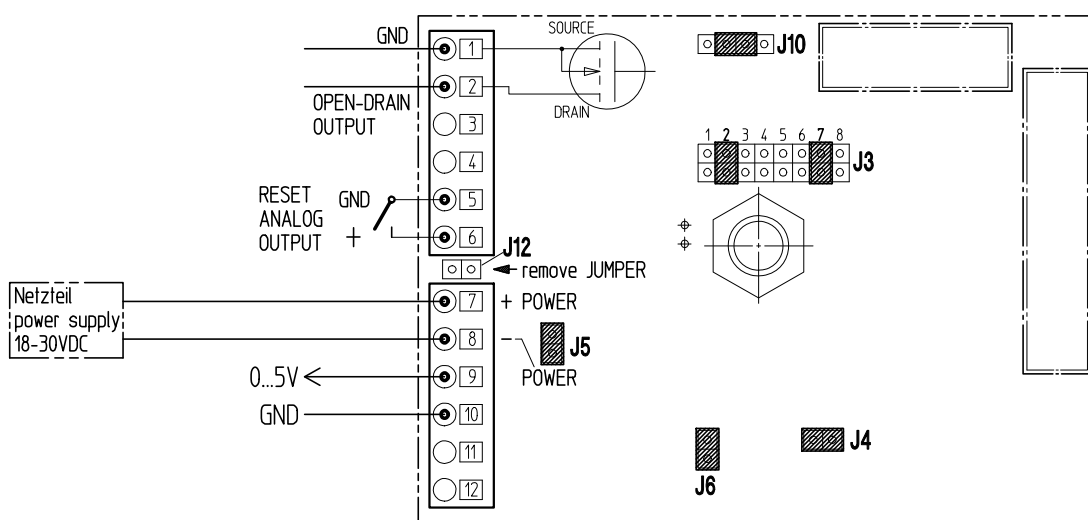 GND
OPEN-DRAIN
OUTPUT
RESET
ANALOG
OUTPUT
GND
+
Netzteil
power supply
18-30VDC
0...5V
GND
1
2
3
4
5
6
J12
remove JUMPER
7
8
9
10
11
12
+ POWER
-
POWER
J5
SOURCE
DRAIN
J10
1 2 3 4 5 6 7 8
J3
J4
J6